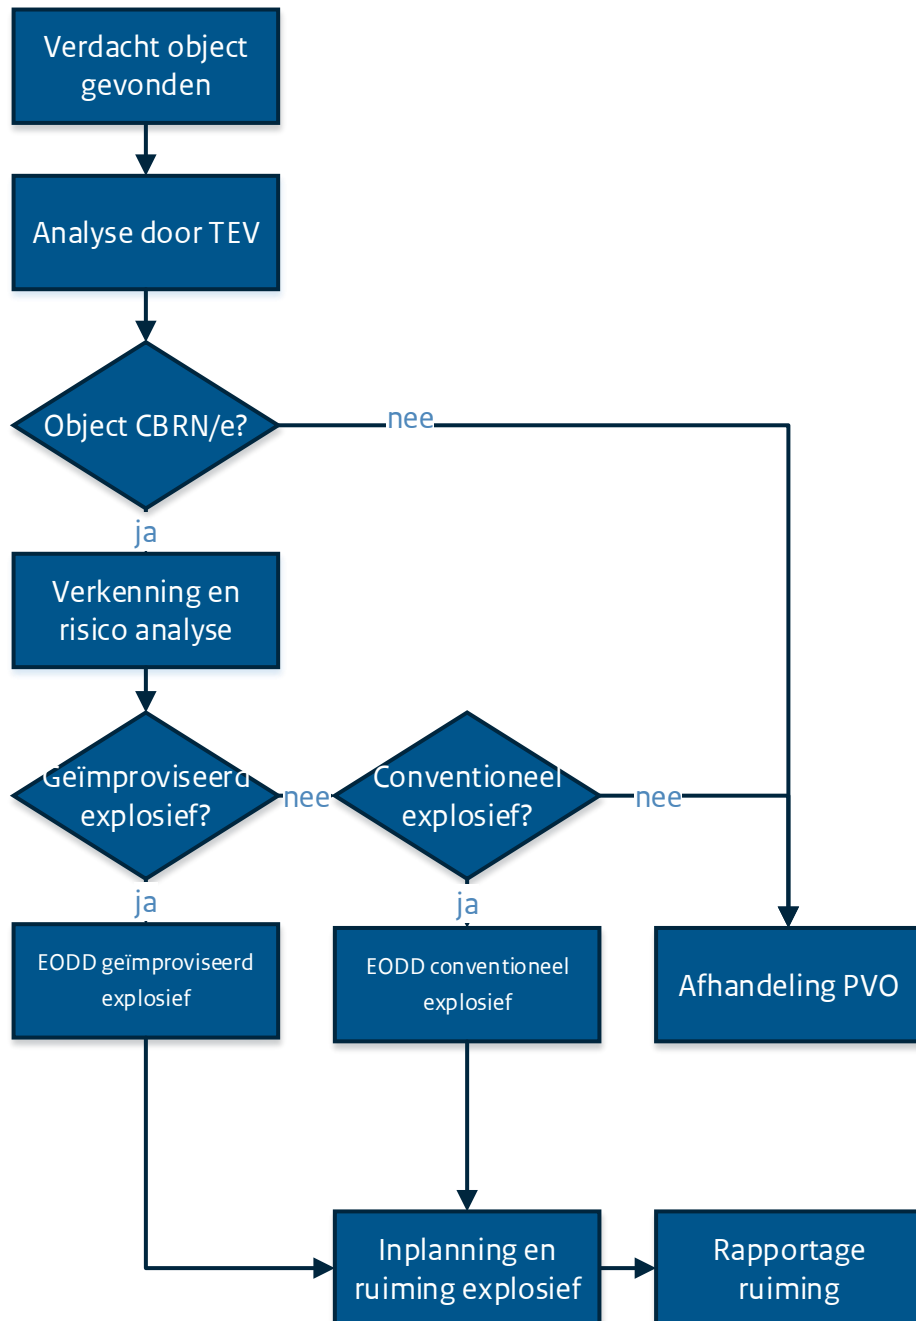 Verdacht object
gevonden
Analyse door TEV
Object CBRN/e?
nee
ja
Verkenning en
risico analyse
Geïmproviseerd
explosief?
nee
Conventioneel
explosief?
nee
ja
ja
EODD geïmproviseerd
explosief
EODD conventioneel
explosief
Afhandeling PVO
Inplanning en
ruiming explosief
Rapportage
ruiming